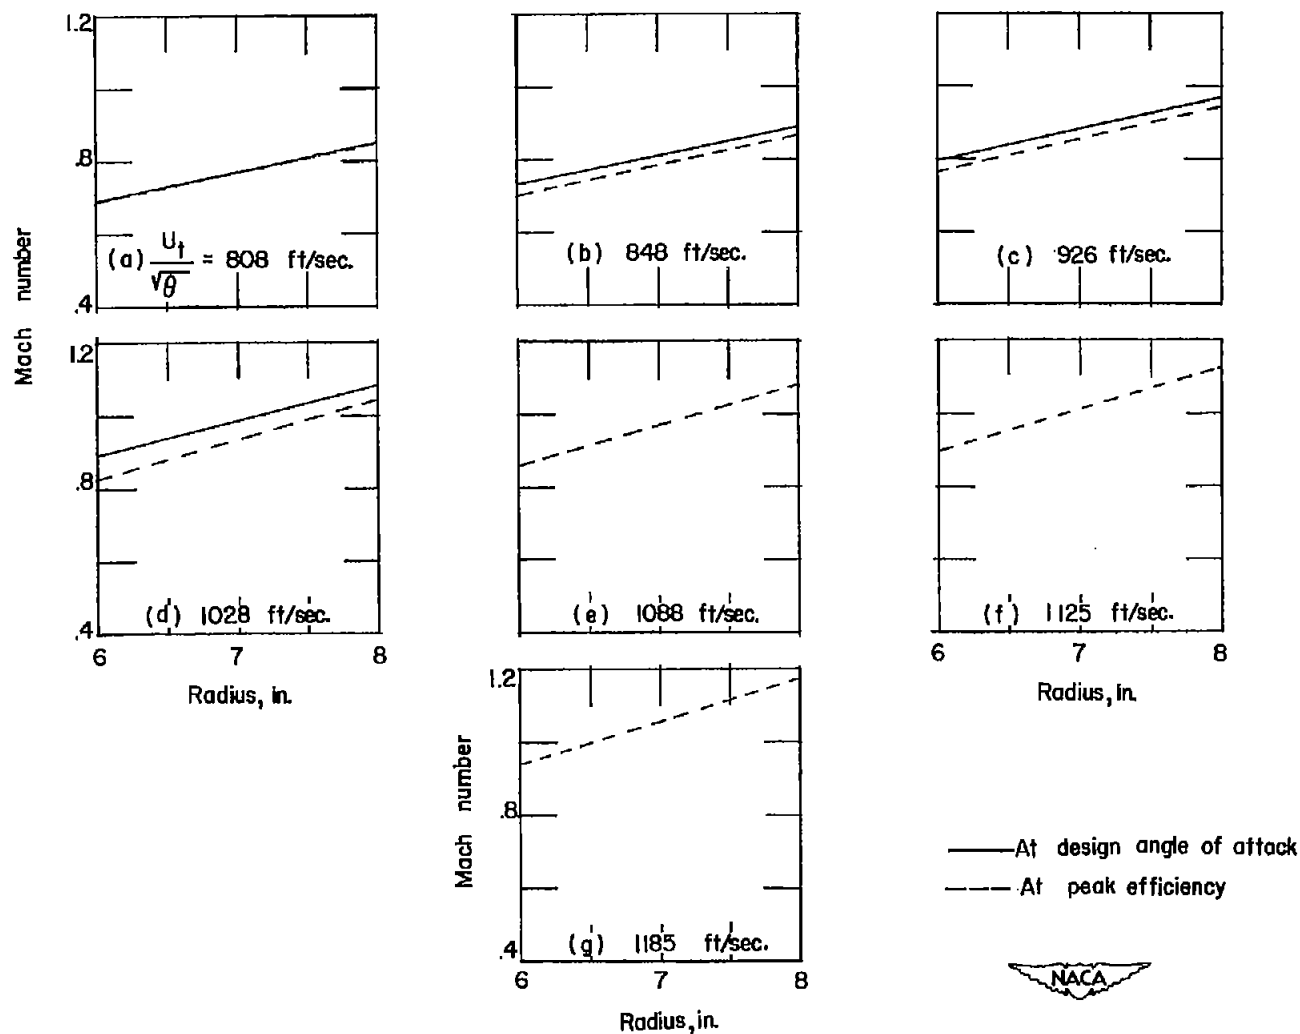 1.2
.8
.4
Mach number
(a) U_t/√θ = 808 ft/sec.
(b) 848 ft/sec.
(c) 926 ft/sec.
1.2
.8
.4
(d) 1028 ft/sec.
(e) 1088 ft/sec.
(f) 1125 ft/sec.
6 7 8
6 7 8
Radius, in.
Radius, in.
1.2
.8
.4
Mach number
(g) 1185 ft/sec.
6 7 8
Radius, in.
At design angle of attack
At peak efficiency
NACA